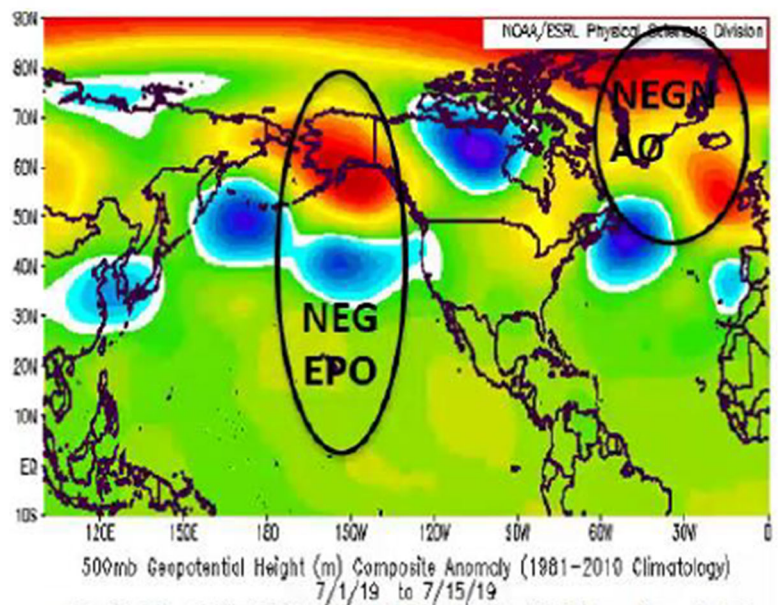 90N
NOAA/ESRL Physical Sciences Division
80N
70N
60N
50N
40N
30N
20N
10N
EQ
10S
NEGN
AO
NEG
EPO
120E 150E 180 150W 120W 90W 60W 30W 0
500mb Geopotential Height (m) Composite Anomaly (1981-2010 Climatology)
7/1/19 to 7/15/19